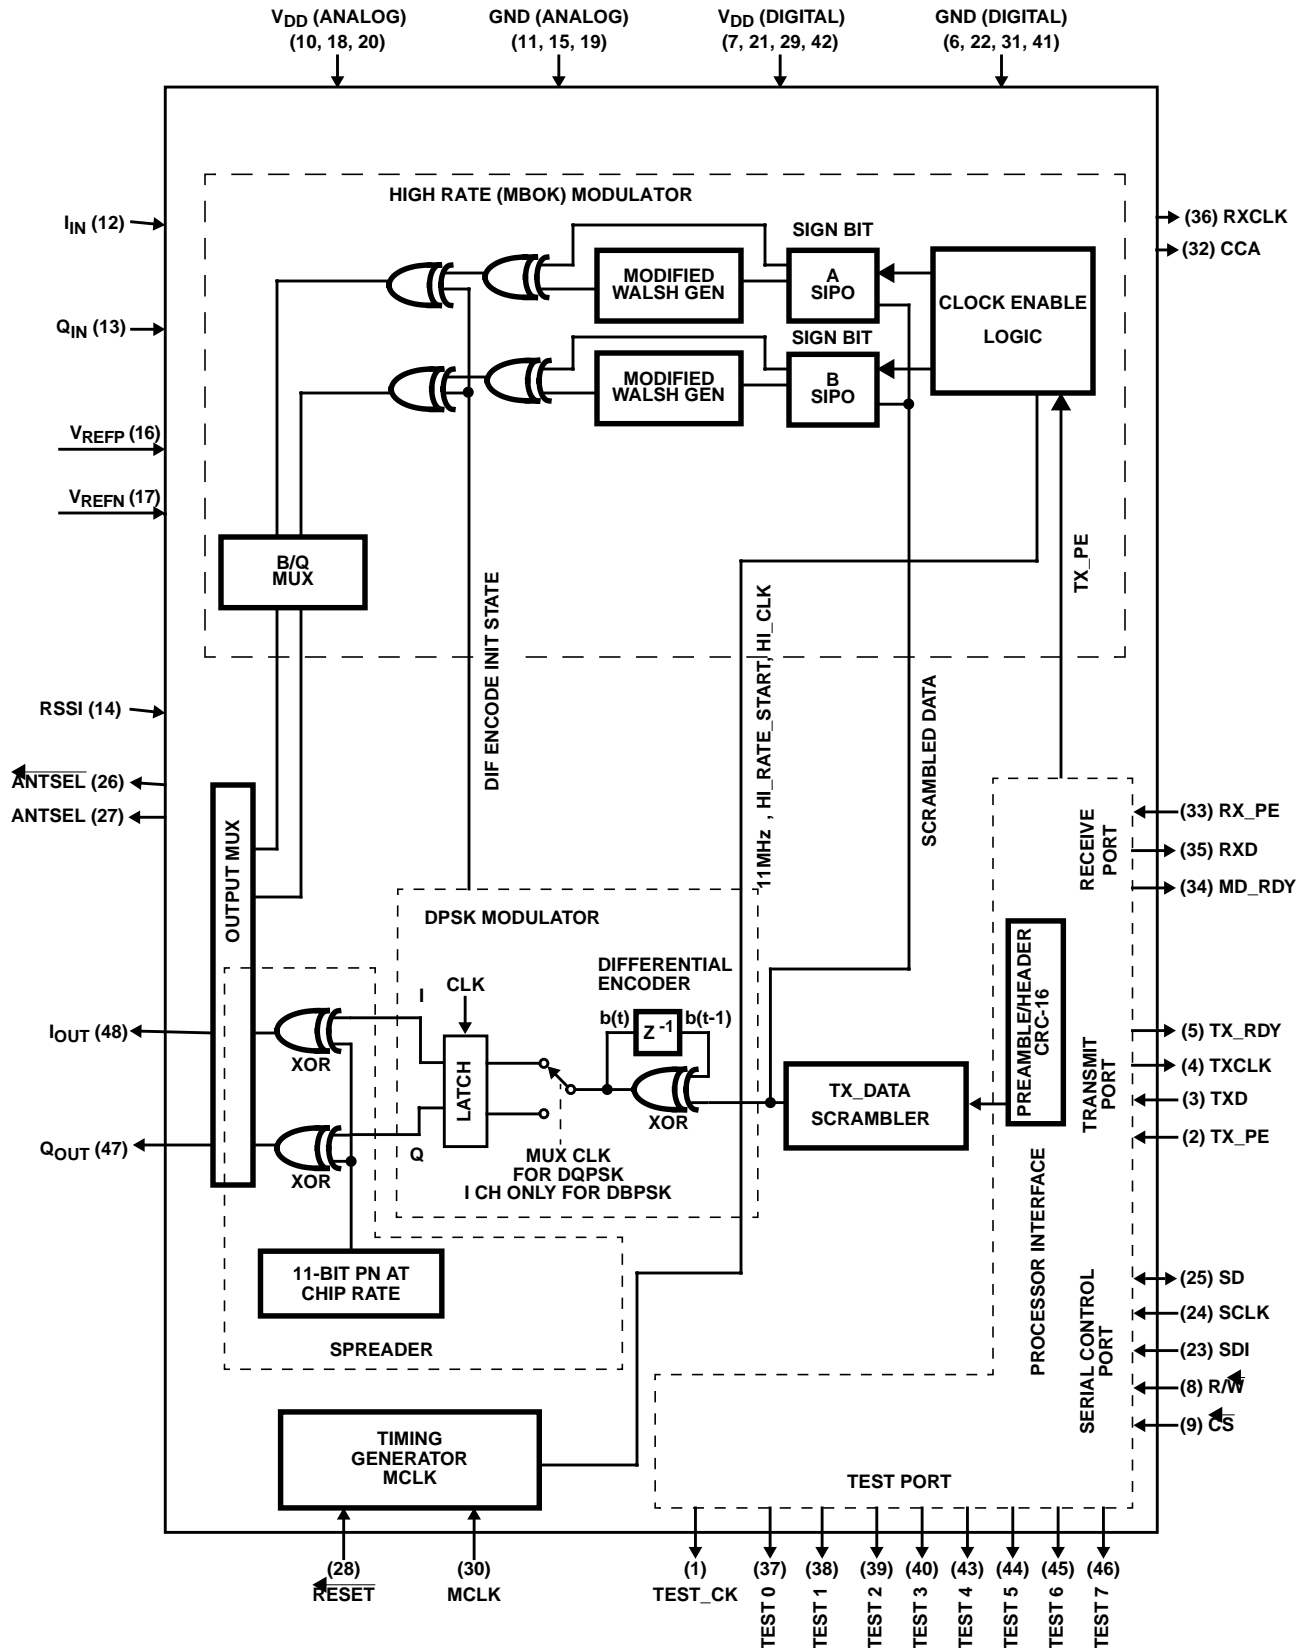 VDD (ANALOG)
(10, 18, 20)
GND (ANALOG)
(11, 15, 19)
VDD (DIGITAL)
(7, 21, 29, 42)
GND (DIGITAL)
(6, 22, 31, 41)
HIGH RATE (MBOK) MODULATOR
IIN (12)
QIN (13)
VREFP (16)
VREFN (17)
RSSI (14)
ANTSEL (26)
ANTSEL (27)
IOUT (48)
QOUT (47)
SIGN BIT
MODIFIED
WALSH GEN
A
SIPO
CLOCK ENABLE
LOGIC
SIGN BIT
MODIFIED
WALSH GEN
B
SIPO
B/Q
MUX
DIF ENCODE INIT STATE
11MHz , HI_RATE_START, HI_CLK
SCRAMBLED DATA
TX_PE
(36) RXCLK
(32) CCA
OUTPUT MUX
DPSK MODULATOR
DIFFERENTIAL
ENCODER
I
CLK
b(t)
Z -1
b(t-1)
LATCH
XOR
XOR
XOR
Q
MUX CLK
FOR DQPSK
I CH ONLY FOR DBPSK
TX_DATA
SCRAMBLER
PREAMBLE/HEADER
CRC-16
RECEIVE
PORT
TRANSMIT
PORT
PROCESSOR INTERFACE
SERIAL CONTROL
PORT
(33) RX_PE
(35) RXD
(34) MD_RDY
(5) TX_RDY
(4) TXCLK
(3) TXD
(2) TX_PE
(25) SD
(24) SCLK
(23) SDI
(8) R/W
(9) CS
11-BIT PN AT
CHIP RATE
SPREADER
TIMING
GENERATOR
MCLK
TEST PORT
(28)
RESET
(30)
MCLK
(1)
TEST_CK
(37)
TEST 0
(38)
TEST 1
(39)
TEST 2
(40)
TEST 3
(43)
TEST 4
(44)
TEST 5
(45)
TEST 6
(46)
TEST 7